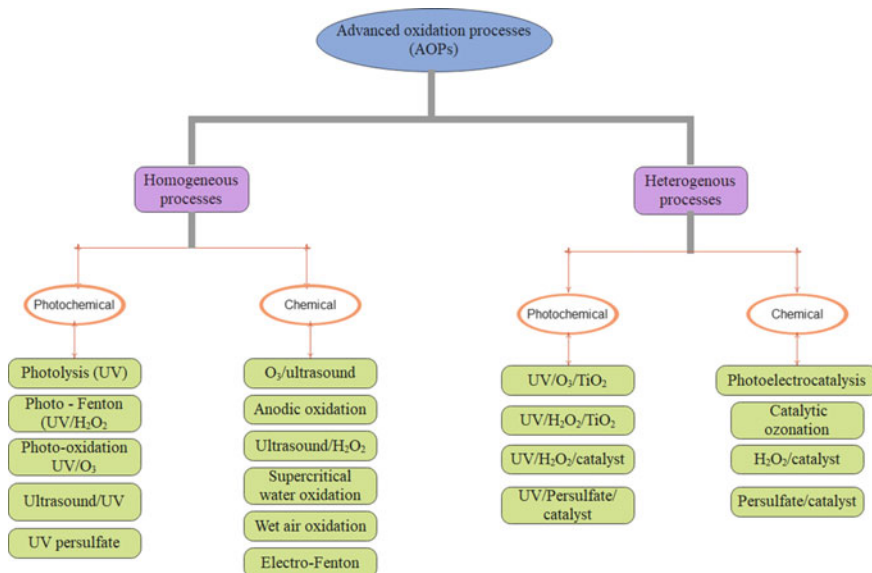 Advanced oxidation processes
(AOPs)
Homogeneous
processes
Heterogenous
processes
Photochemical
Chemical
Photochemical
Chemical
Photolysis (UV)
Photo - Fenton
(UV/H₂O₂
Photo-oxidation
UV/O₃
Ultrasound/UV
UV persulfate
O₃/ultrasound
Anodic oxidation
Ultrasound/H₂O₂
Supercritical
water oxidation
Wet air oxidation
Electro-Fenton
UV/O₃/TiO₂
UV/H₂O₂/TiO₂
UV/H₂O₂/catalyst
UV/Persulfate/
catalyst
Photoelectrocatalysis
Catalytic
ozonation
H₂O₂/catalyst
Persulfate/catalyst